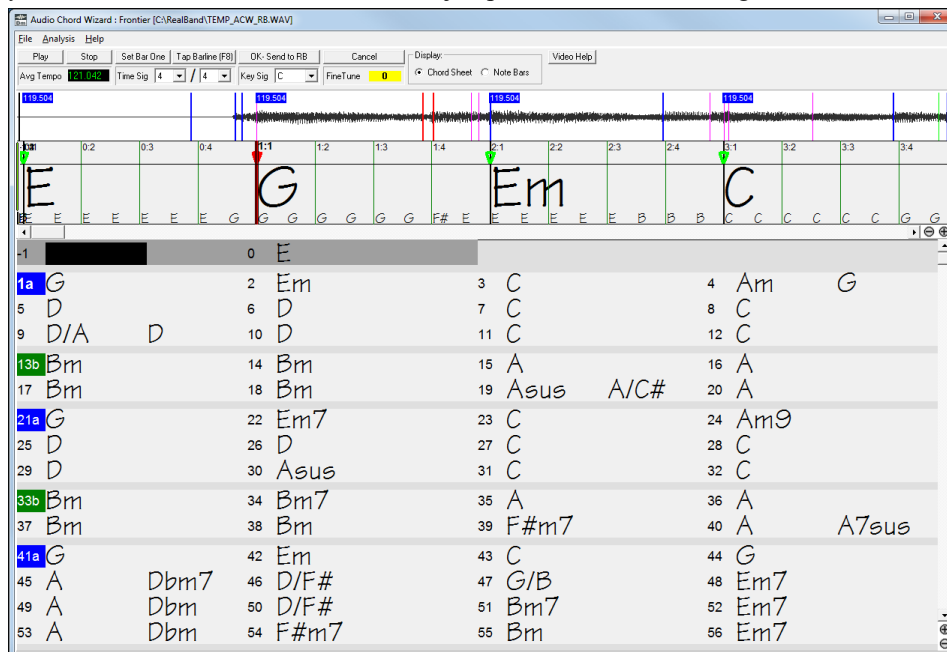 Audio Chord Wizard : Frontier [C:\RealBand\TEMP_ACW_RB.WAV]
File Analysis Help
Play Stop Set Bar One Tap Barline (F8) OK- Send to RB Cancel Display: Video Help
Avg Tempo 121.042 Time Sig 4 / 4 Key Sig C FineTune 0 Chord Sheet Note Bars
119.504 119.504 119.504 119.504
0:2 0:3 0:4 1:1 1:2 1:3 1:4 2:1 2:2 2:3 2:4 3:1 3:2 3:3 3:4
E G Em C
E E E E E E G G G G G G G F# E E E E E E B B B C C C C C C G G
-1 0 E
1a G 2 Em 3 C 4 Am G
5 D 6 D 7 C 8 C
9 D/A D 10 D 11 C 12 C
13b Bm 14 Bm 15 A 16 A
17 Bm 18 Bm 19 Asus A/C# 20 A
21a G 22 Em7 23 C 24 Am9
25 D 26 D 27 C 28 C
29 D 30 Asus 31 C 32 C
33b Bm 34 Bm7 35 A 36 A
37 Bm 38 Bm 39 F#m7 40 A A7sus
41a G 42 Em 43 C 44 G
45 A Dbm7 46 D/F# 47 G/B 48 Em7
49 A Dbm 50 D/F# 51 Bm7 52 Em7
53 A Dbm 54 F#m7 55 Bm 56 Em7